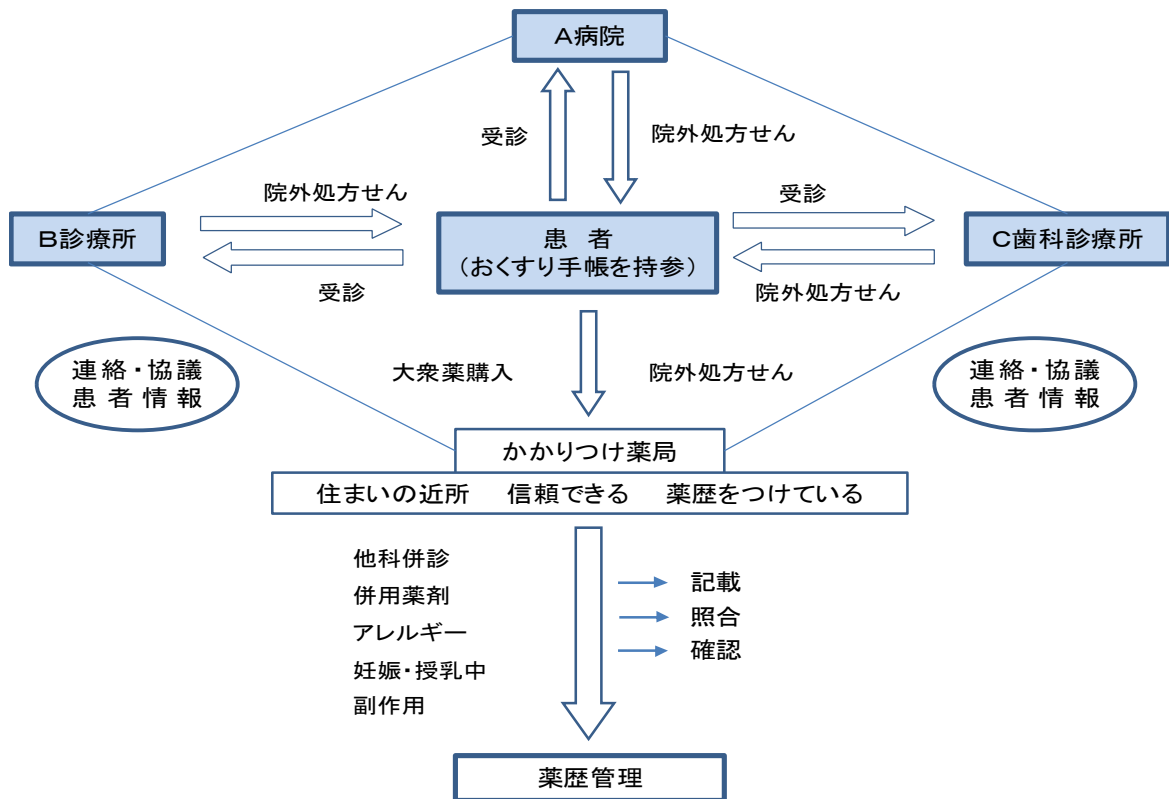 A病院
受診
院外処方せん
院外処方せん
受診
B診療所
患 者
(おくすり手帳を持参)
C歯科診療所
受診
院外処方せん
連絡・協議
患 者 情 報
大衆薬購入
院外処方せん
連絡・協議
患 者 情 報
かかりつけ薬局
住まいの近所 信頼できる 薬歴をつけている
他科併診
併用薬剤
アレルギー
妊娠・授乳中
副作用
記載
照合
確認
薬歴管理